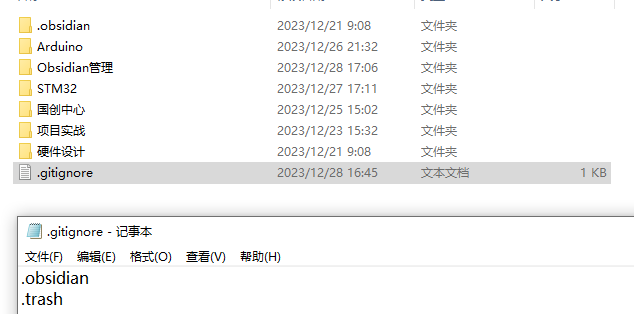 .obsidian 2023/12/21 9:08 文件夹
Arduino 2023/12/26 21:32 文件夹
Obsidian管理 2023/12/28 17:06 文件夹
STM32 2023/12/27 17:11 文件夹
国创中心 2023/12/25 15:02 文件夹
项目实战 2023/12/23 15:32 文件夹
硬件设计 2023/12/21 9:08 文件夹
.gitignore 2023/12/28 16:45 文本文档 1 KB
.gitignore - 记事本
文件(F) 编辑(E) 格式(O) 查看(V) 帮助(H)
.obsidian
.trash